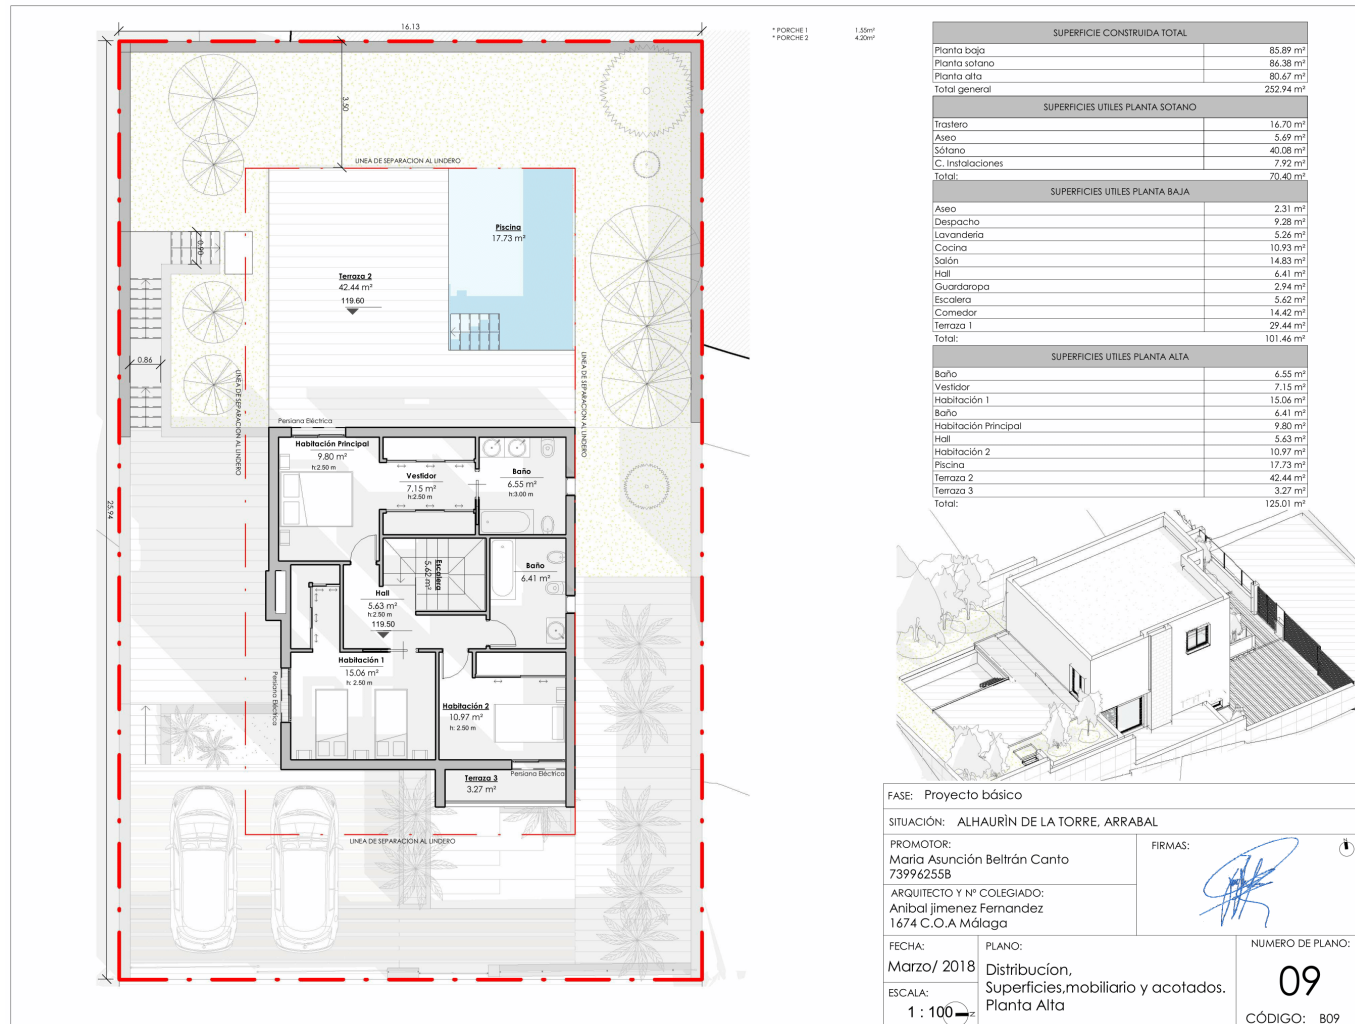 16.13
3.50
LINEA DE SEPARACION AL LINDERO
Piscina
17.73 m²
0.90
Terraza 2
42.44 m²
119.60
0.86
LINEA DE SEPARACION AL LINDERO
LINEA DE SEPARACION AL LINDERO
25.94
Persiana Eléctrica
Habitación Principal
9.80 m²
h:2.50 m
Vestidor
7.15 m²
h:2.50 m
Baño
6.55 m²
h:3.00 m
Escalera
5.62 m²
Baño
6.41 m²
Hall
5.63 m²
h:2.50 m
119.50
Habitación 1
15.06 m²
h: 2.50 m
Persiana Eléctrica
Habitación 2
10.97 m²
h: 2.50 m
Terraza 3
3.27 m²
Persiana Eléctrica
LINEA DE SEPARACION AL LINDERO
* PORCHE 1 1.55m²
* PORCHE 2 4.20m²
SUPERFICIE CONSTRUIDA TOTAL
Planta baja 85.89 m²
Planta sotano 86.38 m²
Planta alta 80.67 m²
Total general 252.94 m²
SUPERFICIES UTILES PLANTA SOTANO
Trastero 16.70 m²
Aseo 5.69 m²
Sótano 40.08 m²
C. Instalaciones 7.92 m²
Total: 70.40 m²
SUPERFICIES UTILES PLANTA BAJA
Aseo 2.31 m²
Despacho 9.28 m²
Lavanderia 5.26 m²
Cocina 10.93 m²
Salón 14.83 m²
Hall 6.41 m²
Guardaropa 2.94 m²
Escalera 5.62 m²
Comedor 14.42 m²
Terraza 1 29.44 m²
Total: 101.46 m²
SUPERFICIES UTILES PLANTA ALTA
Baño 6.55 m²
Vestidor 7.15 m²
Habitación 1 15.06 m²
Baño 6.41 m²
Habitación Principal 9.80 m²
Hall 5.63 m²
Habitación 2 10.97 m²
Piscina 17.73 m²
Terraza 2 42.44 m²
Terraza 3 3.27 m²
Total: 125.01 m²
FASE: Proyecto básico
SITUACIÓN: ALHAURÌN DE LA TORRE, ARRABAL
PROMOTOR:
Maria Asunción Beltrán Canto
73996255B
FIRMAS:
N
ARQUITECTO Y Nº COLEGIADO:
Anibal jimenez Fernandez
1674 C.O.A Málaga
FECHA:
Marzo/ 2018
ESCALA:
1 : 100
N
PLANO:
Distribucíon,
Superficies,mobiliario y acotados.
Planta Alta
NUMERO DE PLANO:
09
CÓDIGO: B09